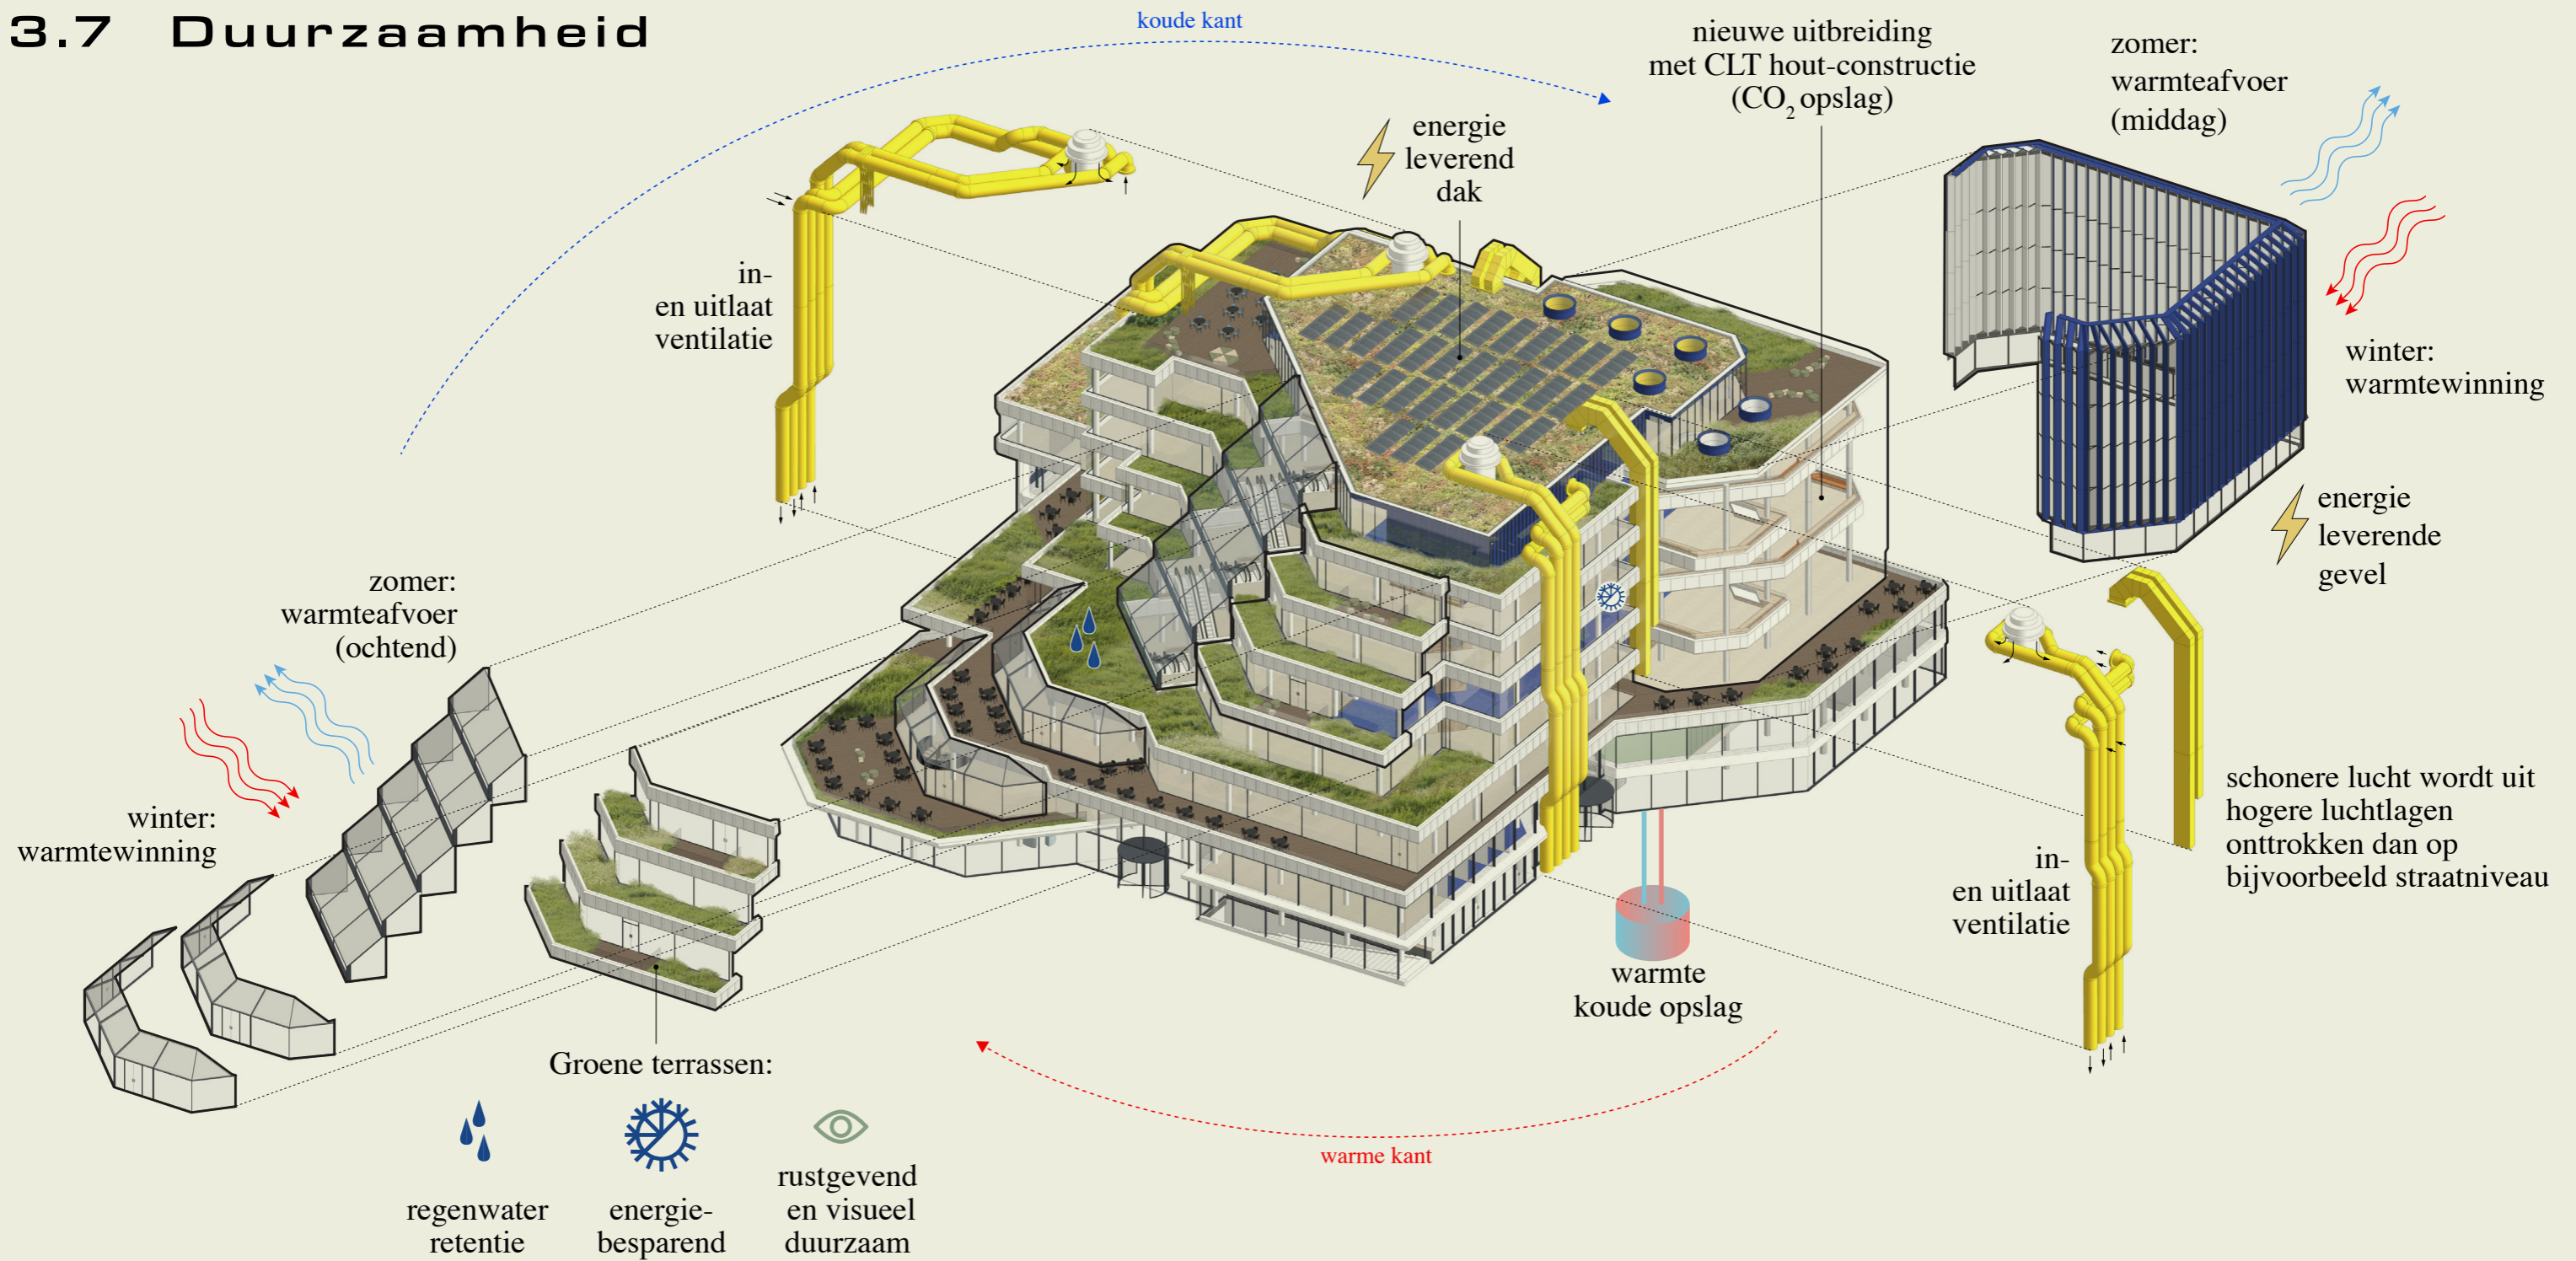 3.7 Duurzaamheid
koude kant
nieuwe uitbreiding
met CLT hout-constructie
(CO2 opslag)
zomer:
warmteafvoer
(middag)
energie
leverend
dak
in-
en uitlaat
ventilatie
winter:
warmtewinning
energie
leverende
gevel
zomer:
warmteafvoer
(ochtend)
winter:
warmtewinning
schonere lucht wordt uit
hogere luchtlagen
onttrokken dan op
bijvoorbeeld straatniveau
in-
en uitlaat
ventilatie
warmte
koude opslag
Groene terrassen:
warme kant
regenwater
retentie
energie-
besparend
rustgevend
en visueel
duurzaam